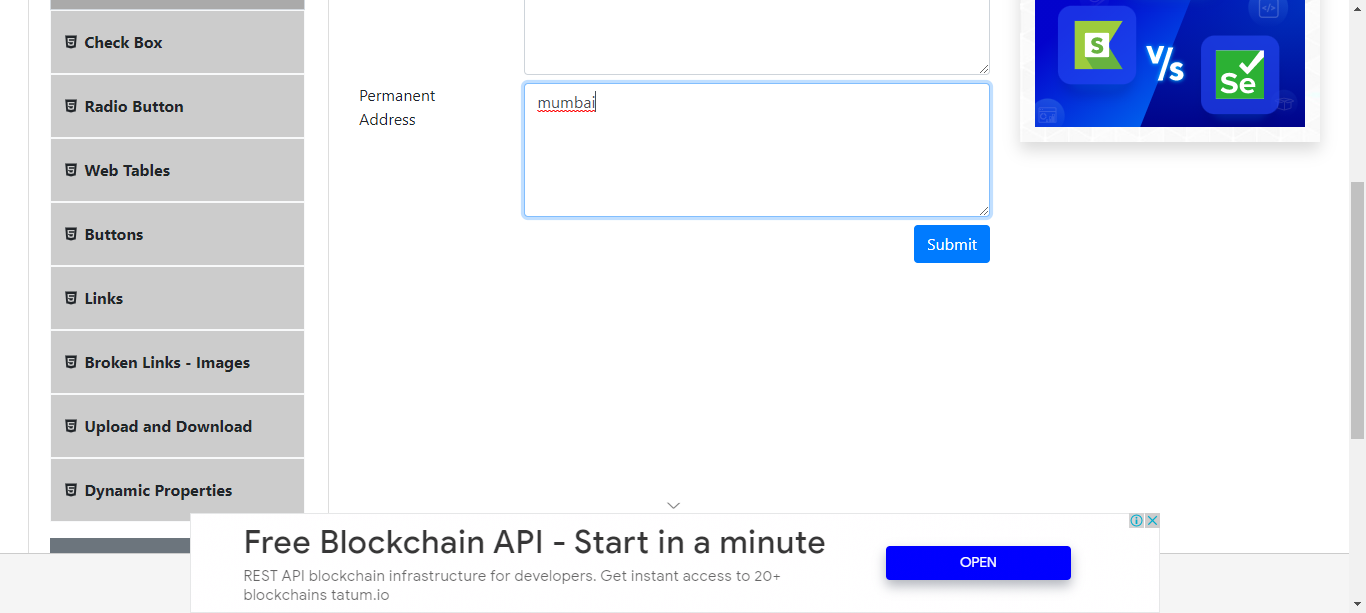 Check Box
Radio Button
Web Tables
Buttons
Links
Broken Links - Images
Upload and Download
Dynamic Properties
Permanent
Address
mumbai
Submit
S
V/s
Se
Free Blockchain API - Start in a minute
REST API blockchain infrastructure for developers. Get instant access to 20+
blockchains tatum.io
OPEN